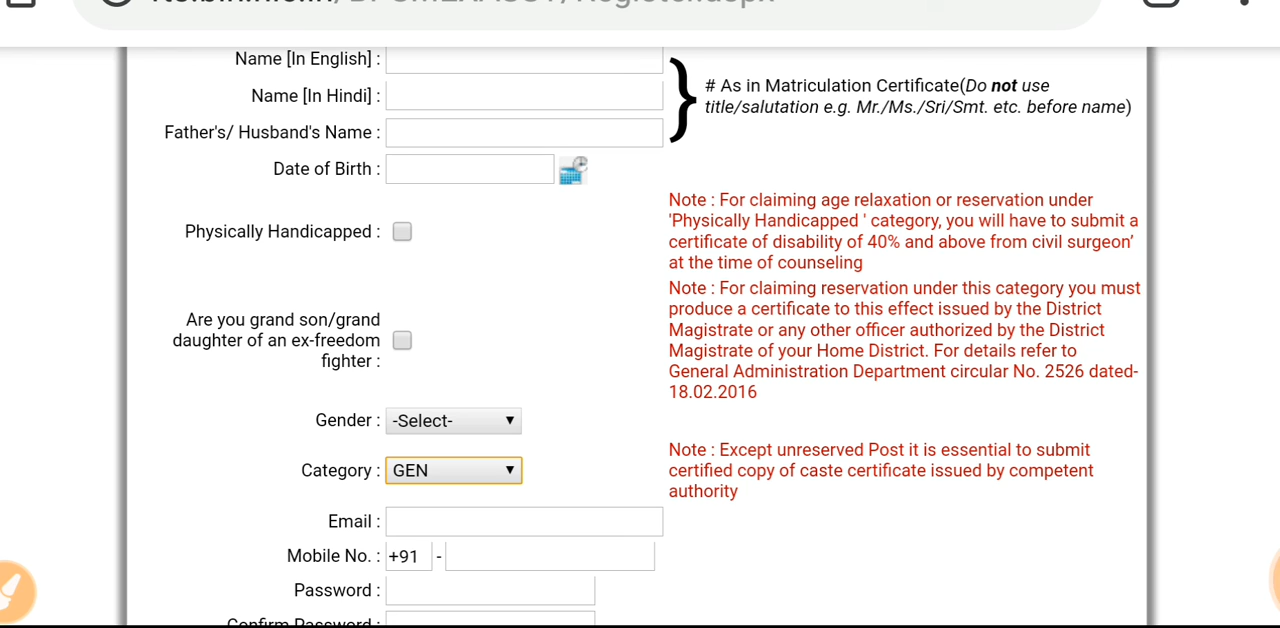 Name [In English] :
Name [In Hindi] :
# As in Matriculation Certificate(Do not use
title/salutation e.g. Mr./Ms./Sri/Smt. etc. before name)
Father's/ Husband's Name :
Date of Birth :
Physically Handicapped :
Note : For claiming age relaxation or reservation under
'Physically Handicapped ' category, you will have to submit a
certificate of disability of 40% and above from civil surgeon’
at the time of counseling
Are you grand son/grand
daughter of an ex-freedom
fighter :
Note : For claiming reservation under this category you must
produce a certificate to this effect issued by the District
Magistrate or any other officer authorized by the District
Magistrate of your Home District. For details refer to
General Administration Department circular No. 2526 dated-
18.02.2016
Gender : -Select-
Category : GEN
Note : Except unreserved Post it is essential to submit
certified copy of caste certificate issued by competent
authority
Email :
Mobile No. : +91 -
Password :
Confirm Password